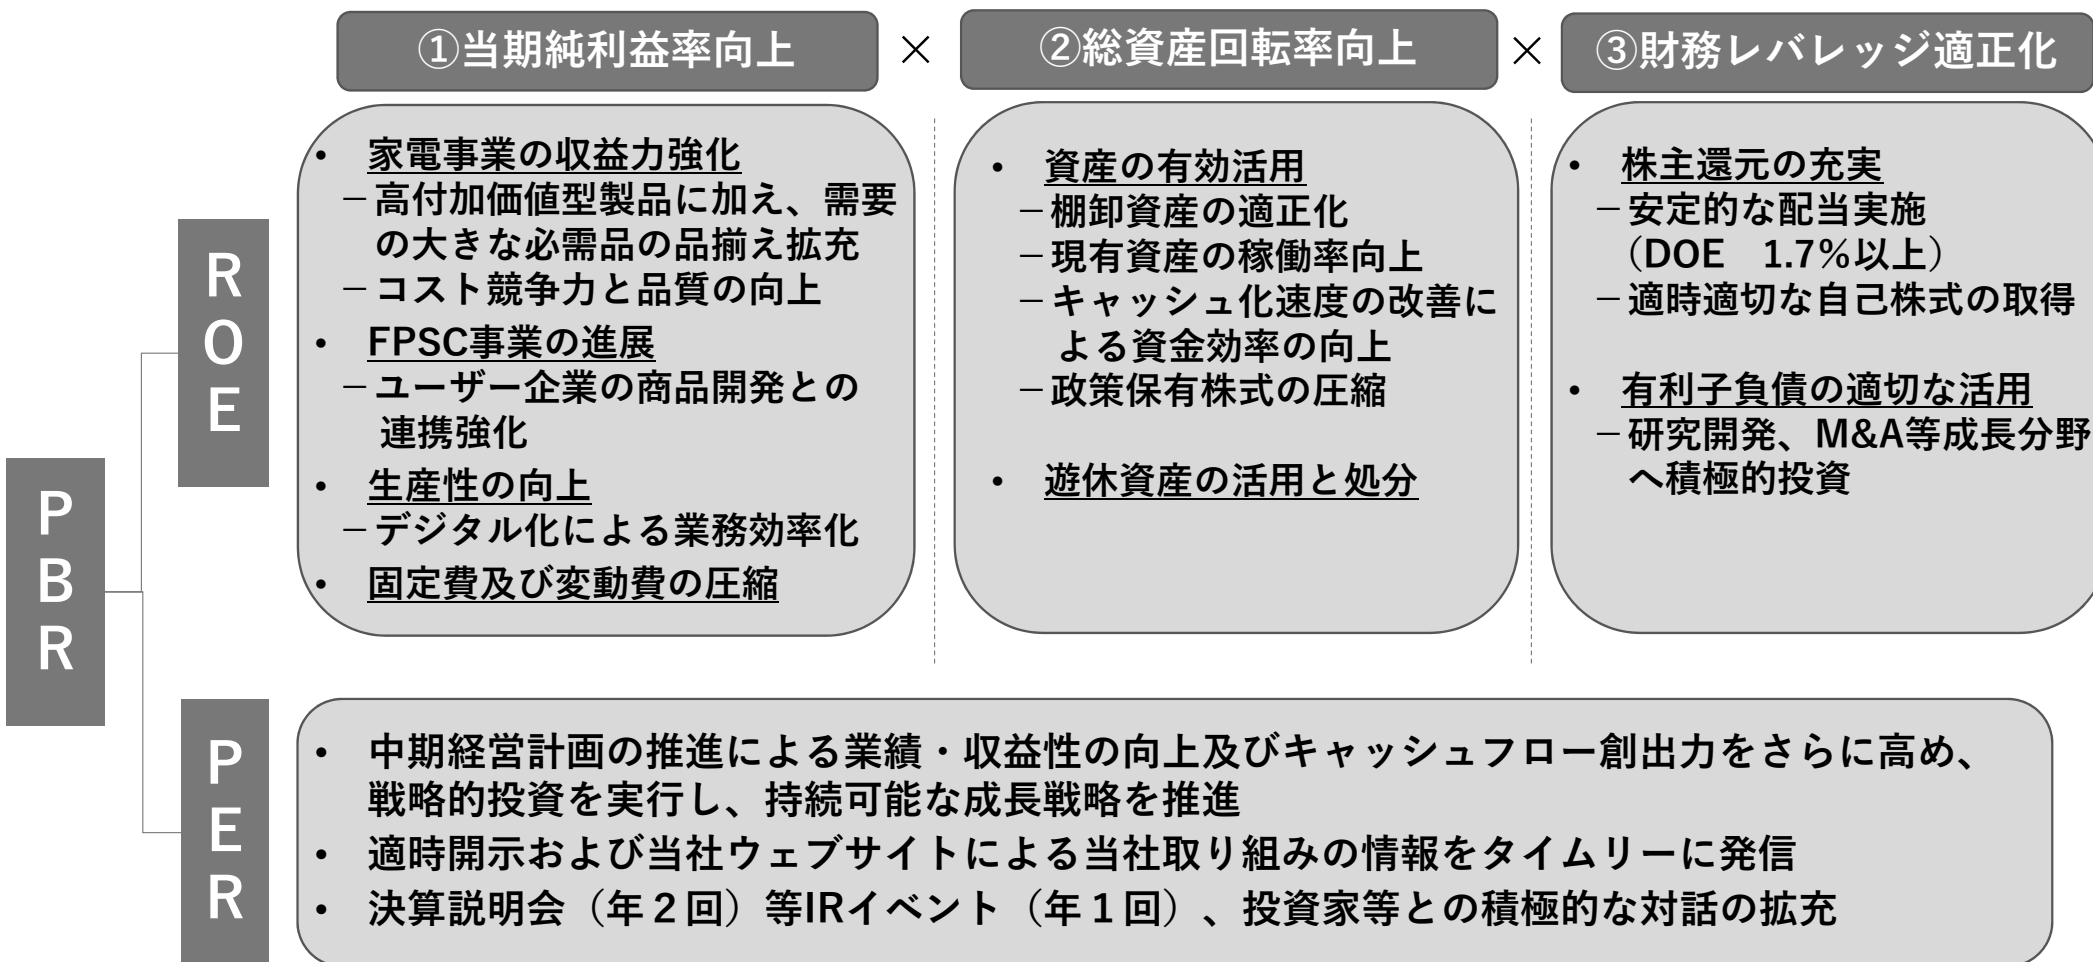 ①当期純利益率向上
×
②総資産回転率向上
×
③財務レバレッジ適正化
PBR
ROE
• 家電事業の収益力強化
－高付加価値型製品に加え、需要
の大きな必需品の品揃え拡充
－コスト競争力と品質の向上
• FPSC事業の進展
－ユーザー企業の商品開発との
連携強化
• 生産性の向上
－デジタル化による業務効率化
• 固定費及び変動費の圧縮
• 資産の有効活用
－棚卸資産の適正化
－現有資産の稼働率向上
－キャッシュ化速度の改善に
よる資金効率の向上
－政策保有株式の圧縮
• 遊休資産の活用と処分
• 株主還元の充実
－安定的な配当実施
（DOE　1.7％以上）
－適時適切な自己株式の取得
• 有利子負債の適切な活用
－研究開発、M&A等成長分野
へ積極的投資
PER
• 中期経営計画の推進による業績・収益性の向上及びキャッシュフロー創出力をさらに高め、
戦略的投資を実行し、持続可能な成長戦略を推進
• 適時開示および当社ウェブサイトによる当社取り組みの情報をタイムリーに発信
• 決算説明会（年２回）等IRイベント（年１回）、投資家等との積極的な対話の拡充